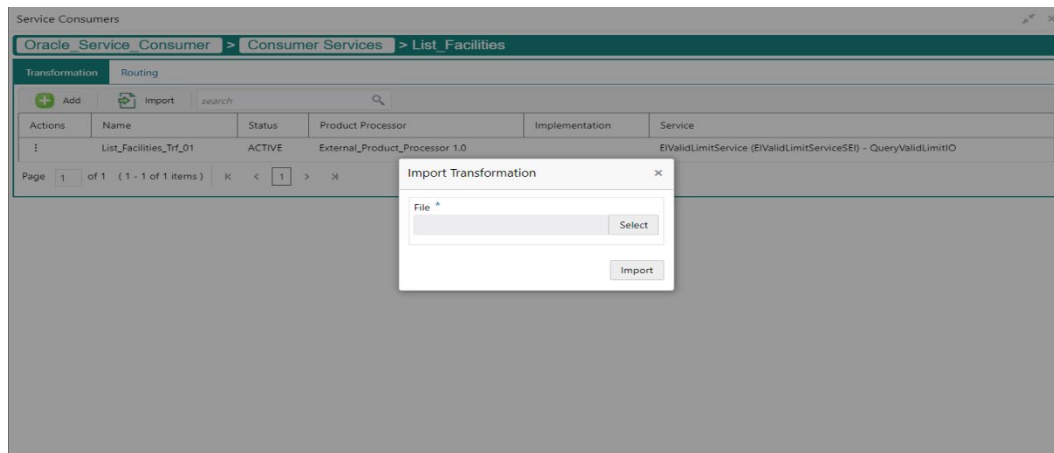 Service Consumers
Oracle_Service_Consumer > Consumer Services > List_Facilities
Transformation Routing
Add Import search
Actions Name Status Product Processor Implementation Service
List_Facilities_Trf_01 ACTIVE External_Product_Processor 1.0 EIValidLimitService (EIValidLimitServiceSEI) - QueryValidLimitIO
Page 1 of 1 (1 - 1 of 1 items) K < 1 > ꓘ
Import Transformation ×
File *
Select
Import